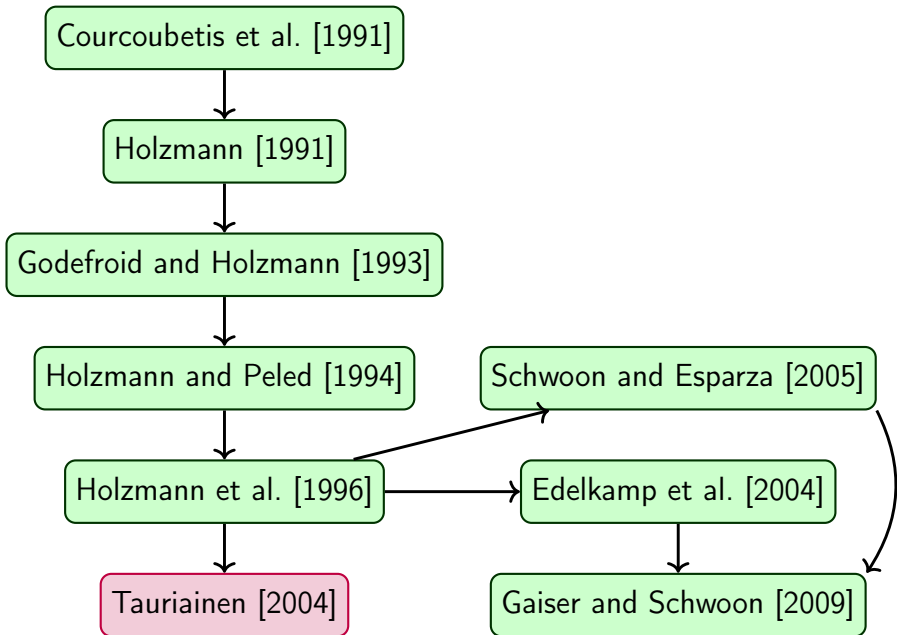 Courcoubetis et al. [1991]
Holzmann [1991]
Godefroid and Holzmann [1993]
Holzmann and Peled [1994]
Schwoon and Esparza [2005]
Holzmann et al. [1996]
Edelkamp et al. [2004]
Tauriainen [2004]
Gaiser and Schwoon [2009]